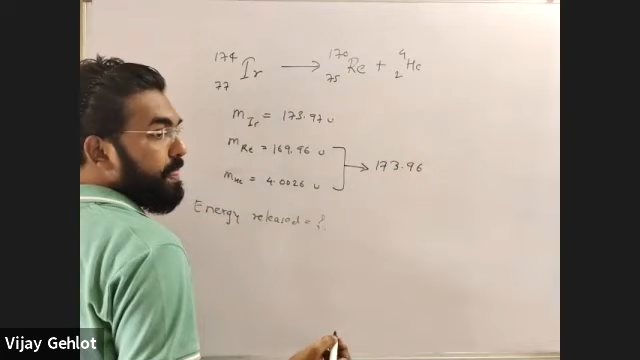 174 77 Ir → 170 75 Re + 4 2 He
m Ir = 173.97 u
m Re = 169.96 u
→ 173.96
m He = 4.0026 u
Energy released = ?
Vijay Gehlot